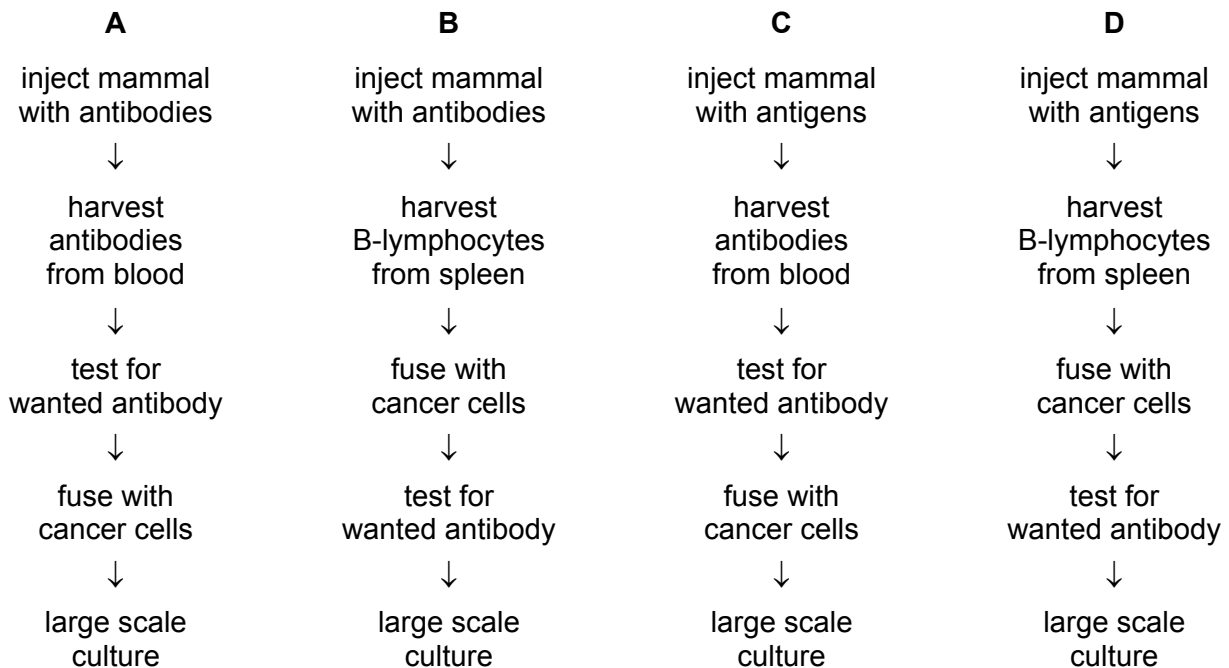 A
inject mammal
with antibodies
↓
harvest
antibodies
from blood
↓
test for
wanted antibody
↓
fuse with
cancer cells
↓
large scale
culture
B
inject mammal
with antibodies
↓
harvest
B-lymphocytes
from spleen
↓
fuse with
cancer cells
↓
test for
wanted antibody
↓
large scale
culture
C
inject mammal
with antigens
↓
harvest
antibodies
from blood
↓
test for
wanted antibody
↓
fuse with
cancer cells
↓
large scale
culture
D
inject mammal
with antigens
↓
harvest
B-lymphocytes
from spleen
↓
fuse with
cancer cells
↓
test for
wanted antibody
↓
large scale
culture